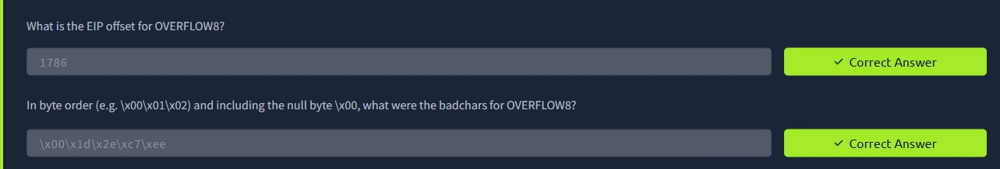 What is the EIP offset for OVERFLOW8?
1786
✓ Correct Answer
In byte order (e.g. \x00\x01\x02) and including the null byte \x00, what were the badchars for OVERFLOW8?
\x00\x1d\x2e\xc7\xee
✓ Correct Answer